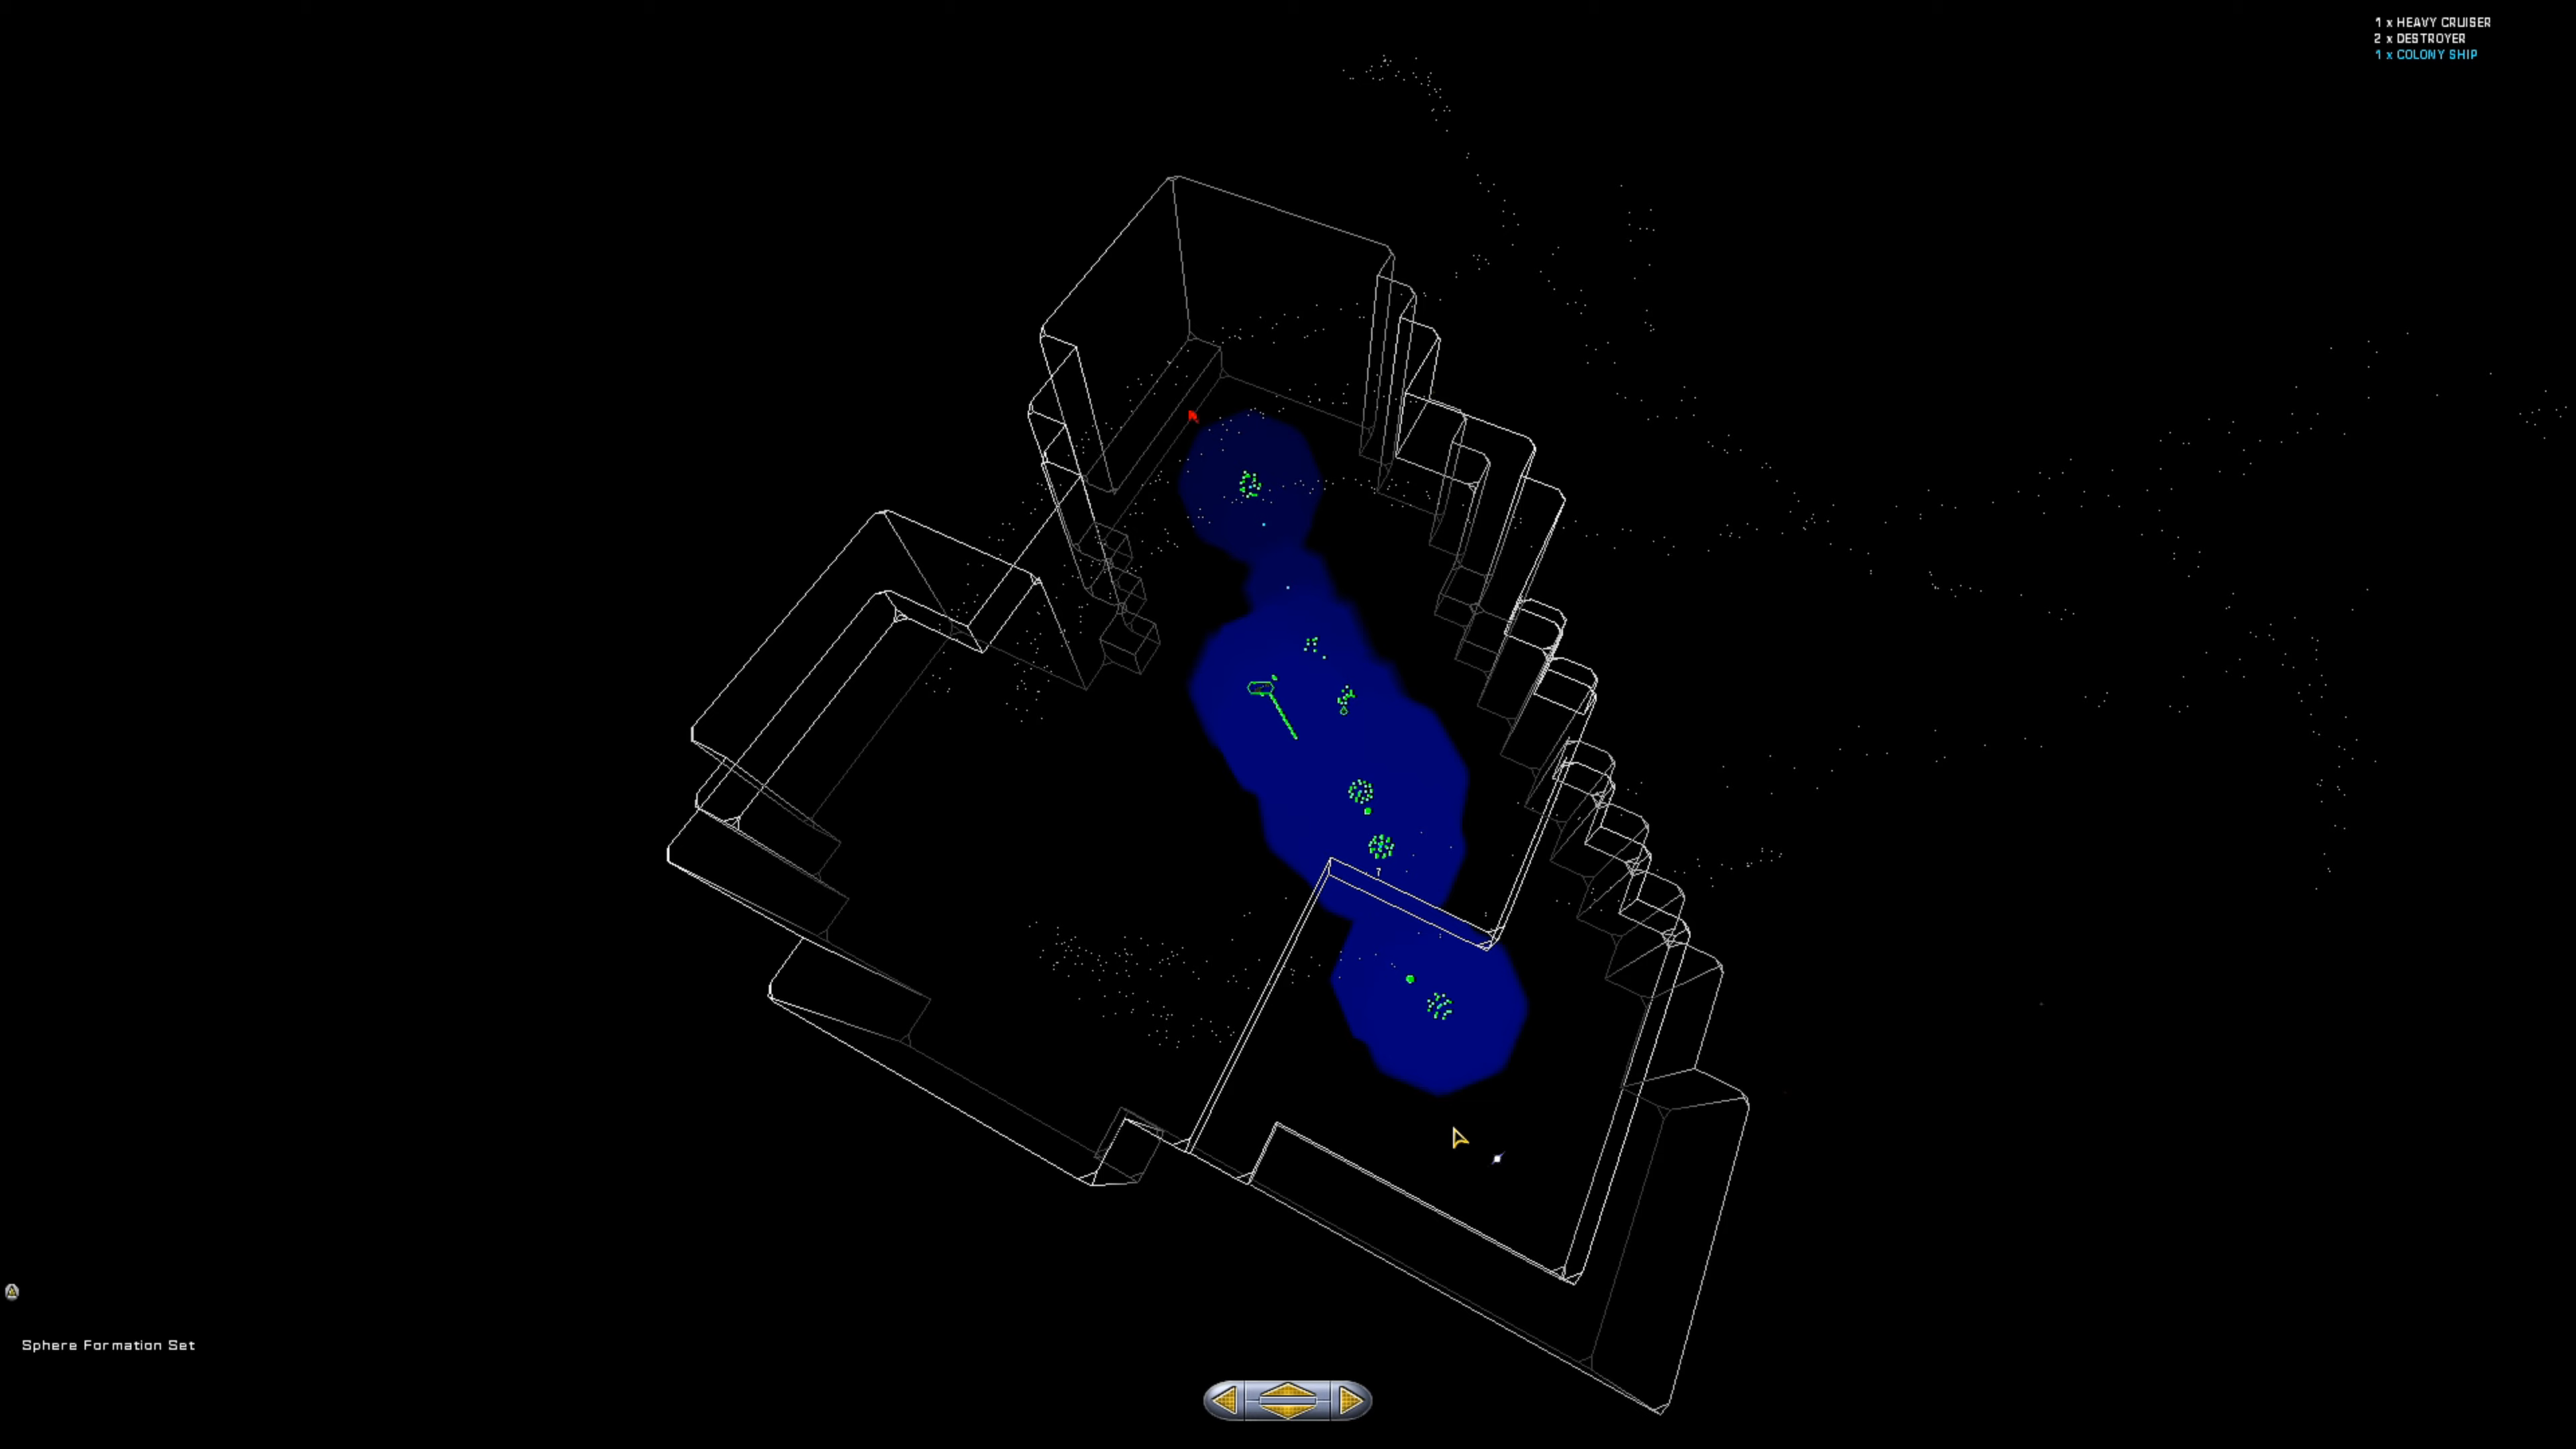 1 x HEAVY CRUISER
2 x DESTROYER
1 x COLONY SHIP
Sphere Formation Set